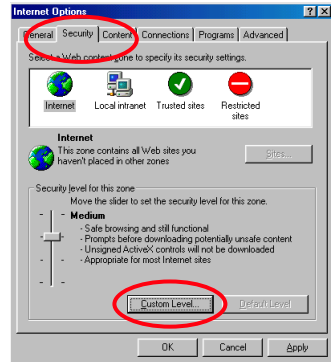 Internet Options
General Security Content Connections Programs Advanced
Select a Web content zone to specify its security settings.
Internet Local intranet Trusted sites Restricted sites
Internet
This zone contains all Web sites you
haven't placed in other zones
Sites...
Security level for this zone
Move the slider to set the security level for this zone.
Medium
- Safe browsing and still functional
- Prompts before downloading potentially unsafe content
- Unsigned ActiveX controls will not be downloaded
- Appropriate for most Internet sites
Custom Level... Default Level
OK Cancel Apply